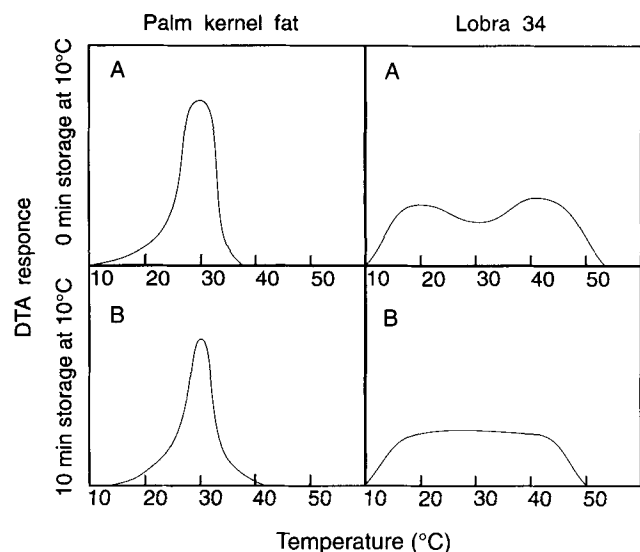 Palm kernel fat
Lobra 34
DTA responce
0 min storage at 10°C
A
10 20 30 40 50
A
10 20 30 40 50
10 min storage at 10°C
B
10 20 30 40 50
B
10 20 30 40 50
Temperature (°C)